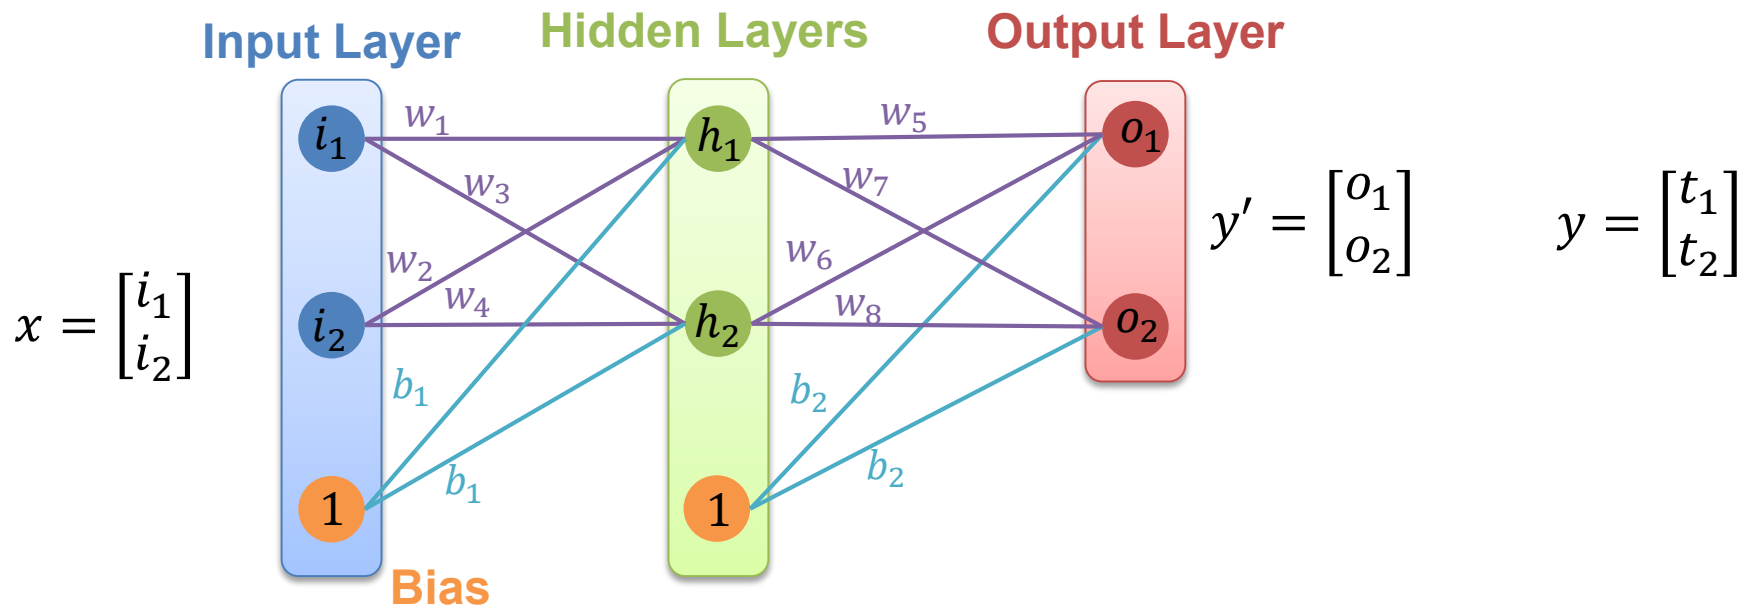 Input Layer
Hidden Layers
Output Layer
i₁
w₁
h₁
w₅
o₁
w₃
w₇
y′ = [o₁ o₂]
y = [t₁ t₂]
w₂
w₆
x = [i₁ i₂]
i₂
w₄
h₂
w₈
o₂
b₁
b₂
b₁
b₂
1
1
Bias